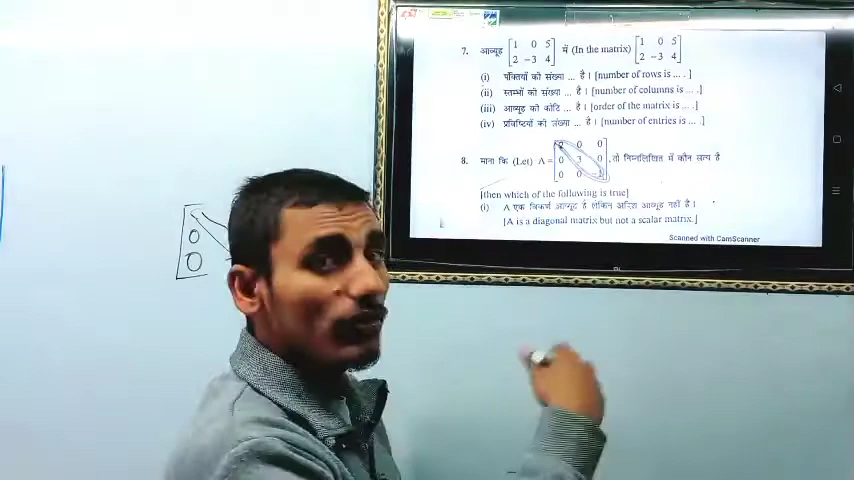 7. आव्यूह [1 0 5 में (In the matrix) [1 0 5
2 -3 4] 2 -3 4]
(i) पंक्तियों की संख्या ... है। [number of rows is ... .]
(ii) स्तम्भों की संख्या ... है। [number of columns is ... .]
(iii) आव्यूह की कोटि ... है। [order of the matrix is ... .]
(iv) प्रविष्टियों की संख्या ... है। [number of entries is ... .]
0 0
8. माना कि (Let) A = 0 3 0 , तो निम्नलिखित में कौन सत्य है
0 0
[then which of the following is true]
(i) A एक विकर्ण आव्यूह है लेकिन अदिश आव्यूह नहीं है।
[A is a diagonal matrix but not a scalar matrix.]
Scanned with CamScanner
0
0